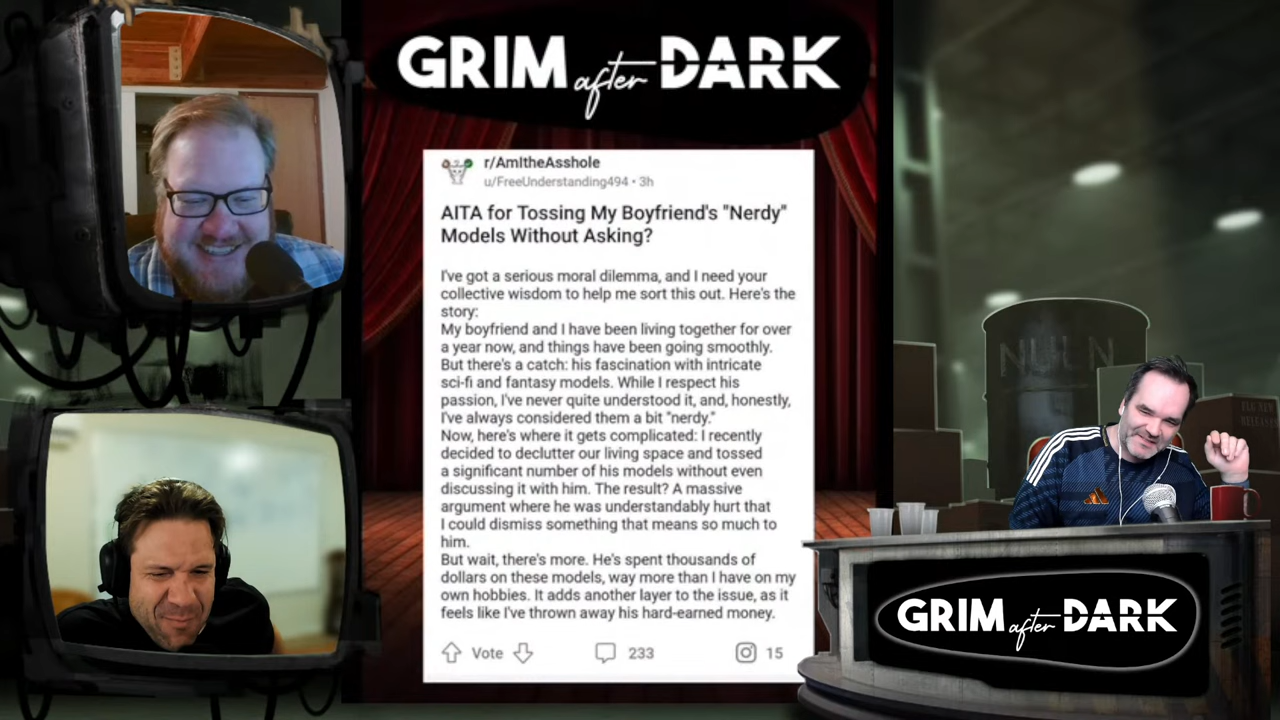 GRIM after DARK
r/AmItheAsshole
u/FreeUnderstanding494 • 3h
AITA for Tossing My Boyfriend's "Nerdy"
Models Without Asking?
I've got a serious moral dilemma, and I need your
collective wisdom to help me sort this out. Here's the
story:
My boyfriend and I have been living together for over
a year now, and things have been going smoothly.
But there's a catch: his fascination with intricate
sci-fi and fantasy models. While I respect his
passion, I've never quite understood it, and, honestly,
I've always considered them a bit "nerdy."
Now, here's where it gets complicated: I recently
decided to declutter our living space and tossed
a significant number of his models without even
discussing it with him. The result? A massive
argument where he was understandably hurt that
I could dismiss something that means so much to
him.
But wait, there's more. He's spent thousands of
dollars on these models, way more than I have on my
own hobbies. It adds another layer to the issue, as it
feels like I've thrown away his hard-earned money.
Vote
233
15
NULN
GRIM after DARK